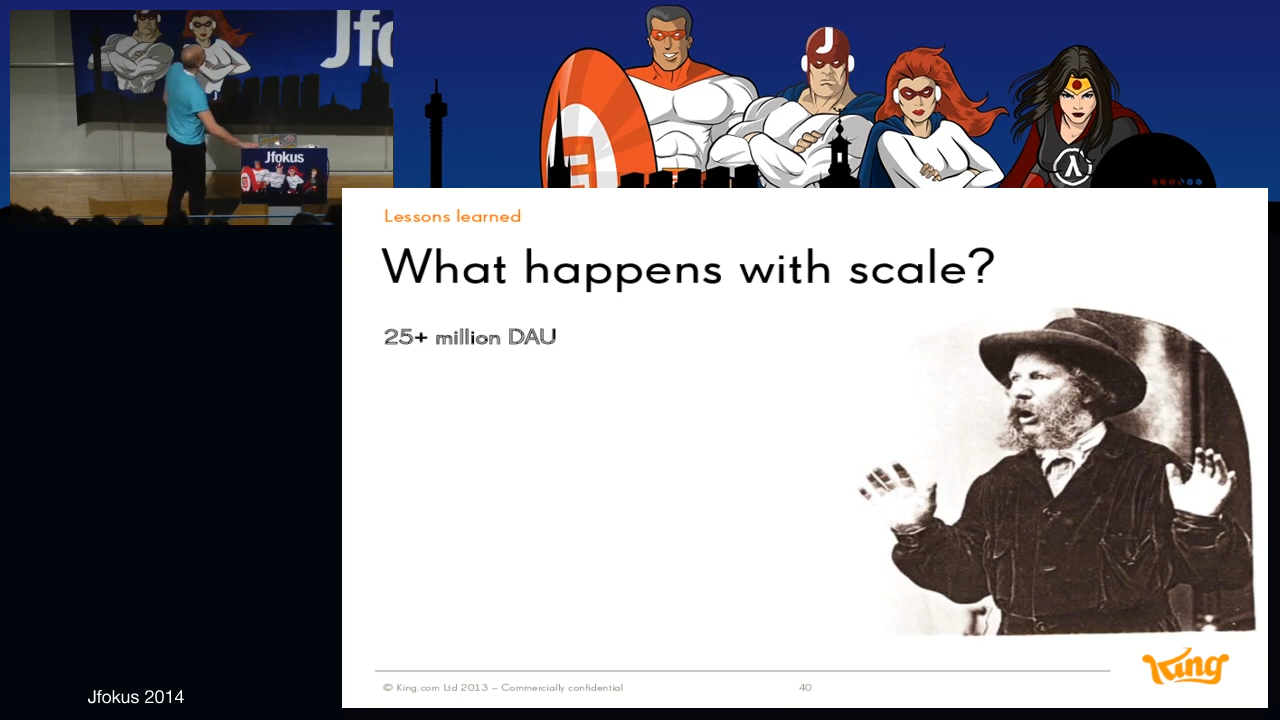 Jfo
Jfokus
J
Lessons learned
What happens with scale?
25+ million DAU
© King.com Ltd 2013 – Commercially confidential
40
King
Jfokus 2014